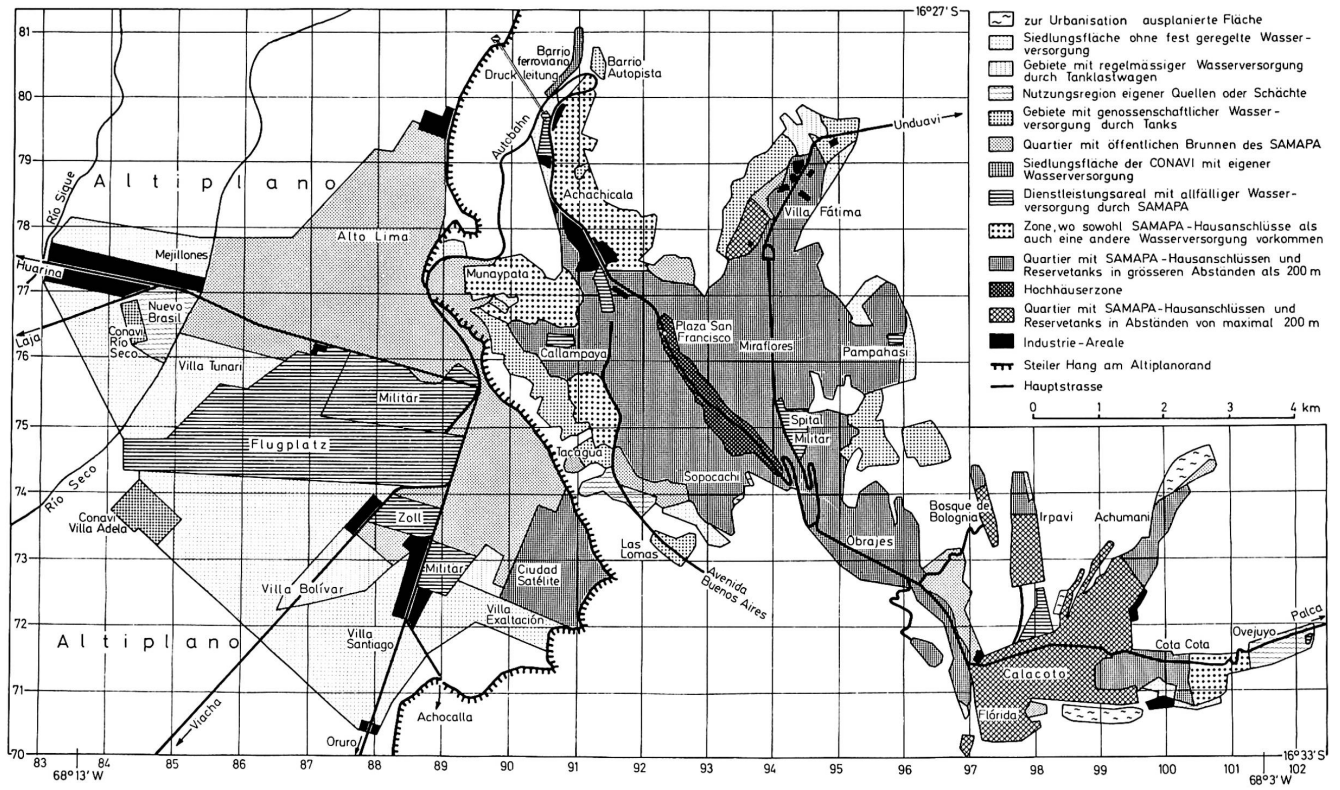 16°27' S
81
80
79
78
77
76
75
74
73
72
71
70
Barrio
ferroviario
Druckleitung
Barrio
Autopista
Autobahn
Unduavi
Altiplano
Río Sique
Alto Lima
Achachicala
Villa Fátima
Mejillones
Huarina
Munaypata
Nuevo
Brasil
Conavi
Río
Seco
Laja
Villa Tunari
Plaza San
Francisco
Miraflores
Callampaya
Pampahasi
Militär
Flugplatz
Spital
Militar
Tacagua
Sopocachi
Río Seco
Conavi
Villa Adela
Zoll
Bosque de
Bolognia
Irpavi
Achumani
Obrajes
Las
Lomas
Militär
Ciudad
Satélite
Avenida
Buenos Aires
Villa Bolívar
Villa
Exaltación
Altiplano
Villa
Santiago
Palca
Ovejuyo
Cota Cota
Calacoto
Flórida
Viacha
Achocalla
Oruro
16°33' S
83 84 85 86 87 88 89 90 91 92 93 94 95 96 97 98 99 100 101 102
68°13' W
68°3' W
zur Urbanisation ausplanierte Fläche
Siedlungsfläche ohne fest geregelte Wasser-
versorgung
Gebiete mit regelmässiger Wasserversorgung
durch Tanklastwagen
Nutzungsregion eigener Quellen oder Schächte
Gebiete mit genossenschaftlicher Wasser-
versorgung durch Tanks
Quartier mit öffentlichen Brunnen des SAMAPA
Siedlungsfläche der CONAVI mit eigener
Wasserversorgung
Dienstleistungsareal mit allfälliger Wasser-
versorgung durch SAMAPA
Zone, wo sowohl SAMAPA-Hausanschlüsse als
auch eine andere Wasserversorgung vorkommen
Quartier mit SAMAPA-Hausanschlüssen und
Reservetanks in grösseren Abständen als 200 m
Hochhäuserzone
Quartier mit SAMAPA-Hausanschlüssen und
Reservetanks in Abständen von maximal 200 m
Industrie-Areale
Steiler Hang am Altiplanorand
Hauptstrasse
0 1 2 3 4 km